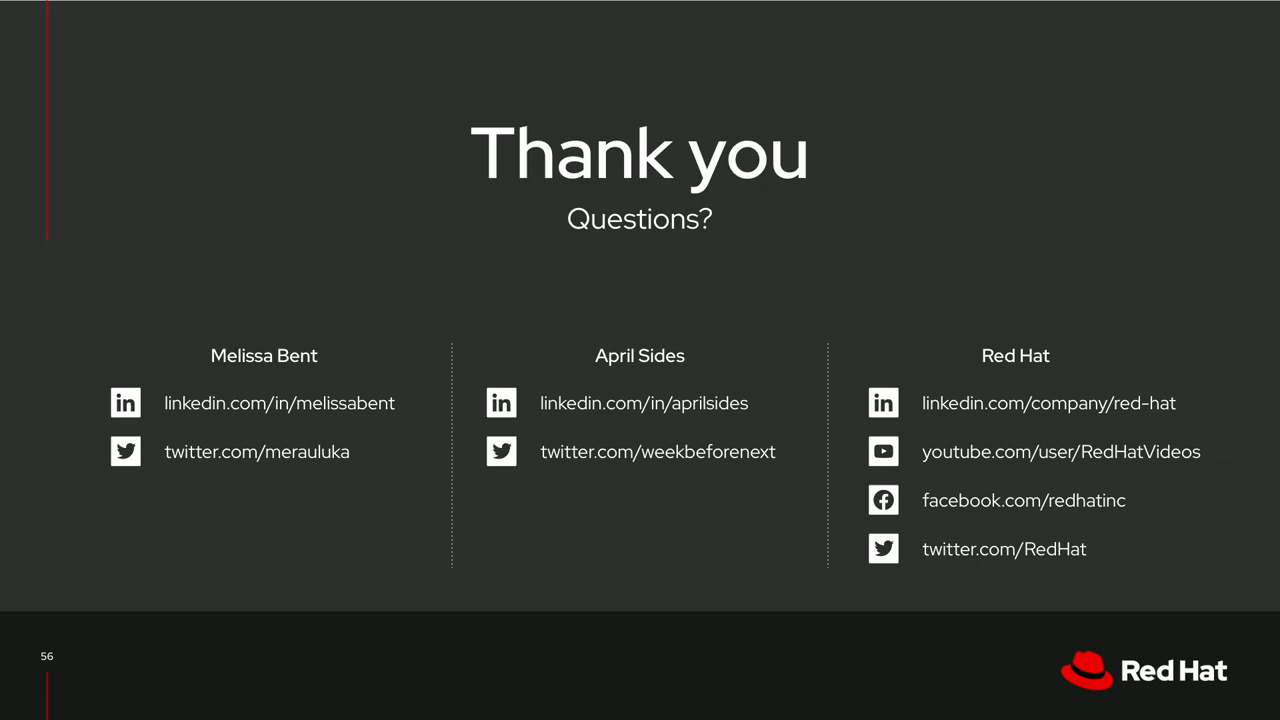 Thank you
Questions?
Melissa Bent
linkedin.com/in/melissabent
twitter.com/merauluka
April Sides
linkedin.com/in/aprilsides
twitter.com/weekbeforenext
Red Hat
linkedin.com/company/red-hat
youtube.com/user/RedHatVideos
facebook.com/redhatinc
twitter.com/RedHat
56
Red Hat